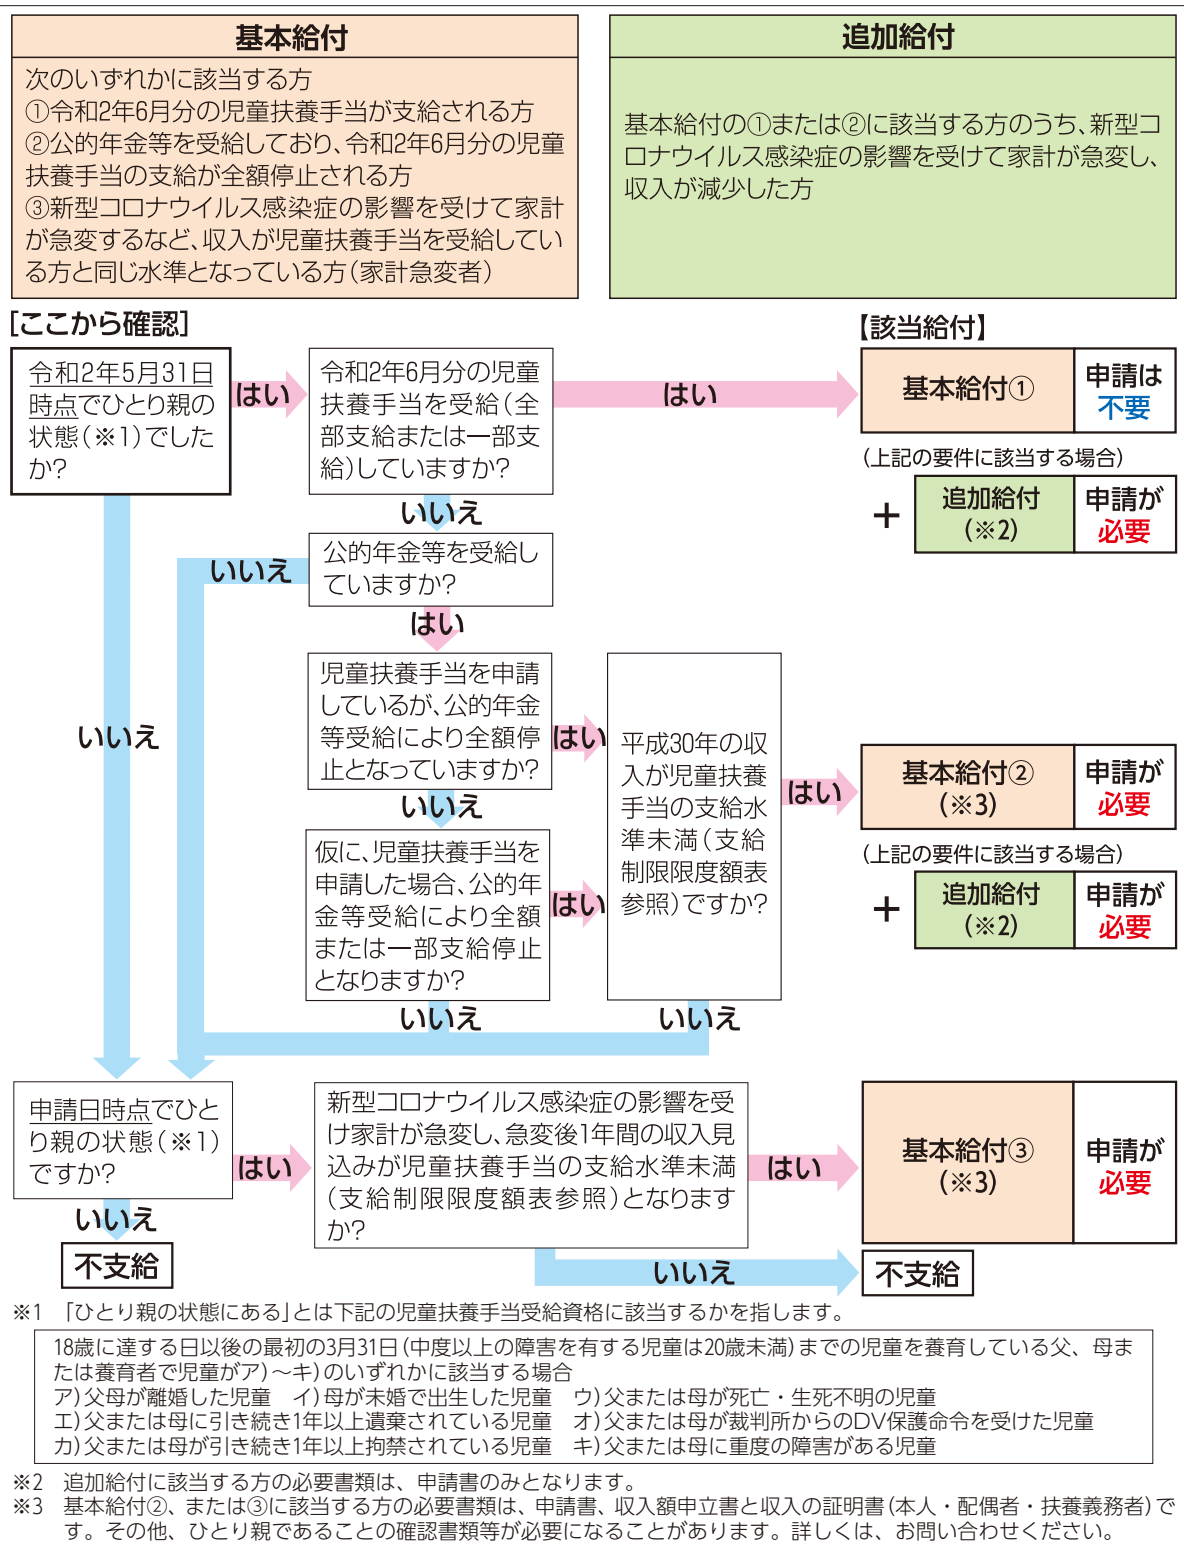 基本給付
次のいずれかに該当する方
①令和2年6月分の児童扶養手当が支給される方
②公的年金等を受給しており、令和2年6月分の児童
扶養手当の支給が全額停止される方
③新型コロナウイルス感染症の影響を受けて家計
が急変するなど、収入が児童扶養手当を受給してい
る方と同じ水準となっている方（家計急変者）
追加給付
基本給付の①または②に該当する方のうち、新型コ
ロナウイルス感染症の影響を受けて家計が急変し、
収入が減少した方
［ここから確認］
【該当給付】
令和2年5月31日
時点でひとり親の
状態（※1）でした
か？
はい
令和2年6月分の児童
扶養手当を受給（全
部支給または一部支
給）していますか？
はい
基本給付①
申請は
不要
（上記の要件に該当する場合）
＋
追加給付
（※2）
申請が
必要
いいえ
公的年金等を受給し
ていますか？
いいえ
はい
児童扶養手当を申請
しているが、公的年金
等受給により全額停
止となっていますか？
はい
いいえ
いいえ
仮に、児童扶養手当を
申請した場合、公的年
金等受給により全額
または一部支給停止
となりますか？
はい
平成30年の収
入が児童扶養
手当の支給水
準未満（支給
制限限度額表
参照）ですか？
はい
基本給付②
（※3）
申請が
必要
（上記の要件に該当する場合）
＋
追加給付
（※2）
申請が
必要
いいえ
いいえ
申請日時点でひと
り親の状態（※1）
ですか？
はい
新型コロナウイルス感染症の影響を受
け家計が急変し、急変後1年間の収入見
込みが児童扶養手当の支給水準未満
（支給制限限度額表参照）となります
か？
はい
基本給付③
（※3）
申請が
必要
いいえ
不支給
いいえ
不支給
※1　「ひとり親の状態にある」とは下記の児童扶養手当受給資格に該当するかを指します。
18歳に達する日以後の最初の3月31日（中度以上の障害を有する児童は20歳未満）までの児童を養育している父、母ま
たは養育者で児童がア）～キ）のいずれかに該当する場合
ア）父母が離婚した児童　イ）母が未婚で出生した児童　ウ）父または母が死亡・生死不明の児童
エ）父または母に引き続き1年以上遺棄されている児童　オ）父または母が裁判所からのDV保護命令を受けた児童
カ）父または母が引き続き1年以上拘禁されている児童　キ）父または母に重度の障害がある児童
※2　追加給付に該当する方の必要書類は、申請書のみとなります。
※3　基本給付②、または③に該当する方の必要書類は、申請書、収入額申立書と収入の証明書（本人・配偶者・扶養義務者）で
す。その他、ひとり親であることの確認書類等が必要になることがあります。詳しくは、お問い合わせください。